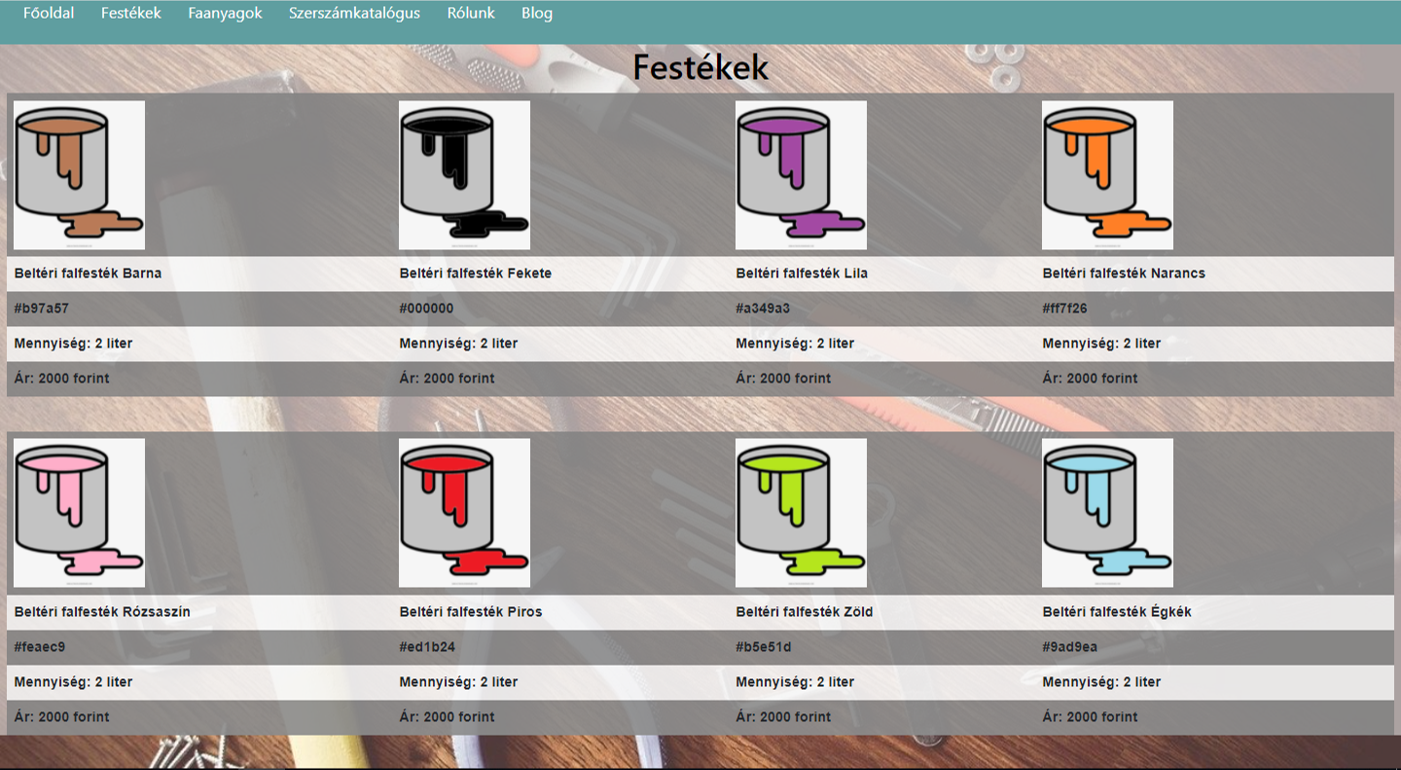 Főoldal Festékek Faanyagok Szerszámkatalógus Rólunk Blog
Festékek
Beltéri falfesték Barna Beltéri falfesték Fekete Beltéri falfesték Lila Beltéri falfesték Narancs
#b97a57 #000000 #a349a3 #ff7f26
Mennyiség: 2 liter Mennyiség: 2 liter Mennyiség: 2 liter Mennyiség: 2 liter
Ár: 2000 forint Ár: 2000 forint Ár: 2000 forint Ár: 2000 forint
Beltéri falfesték Rózsaszín Beltéri falfesték Piros Beltéri falfesték Zöld Beltéri falfesték Égkék
#feaec9 #ed1b24 #b5e51d #9ad9ea
Mennyiség: 2 liter Mennyiség: 2 liter Mennyiség: 2 liter Mennyiség: 2 liter
Ár: 2000 forint Ár: 2000 forint Ár: 2000 forint Ár: 2000 forint